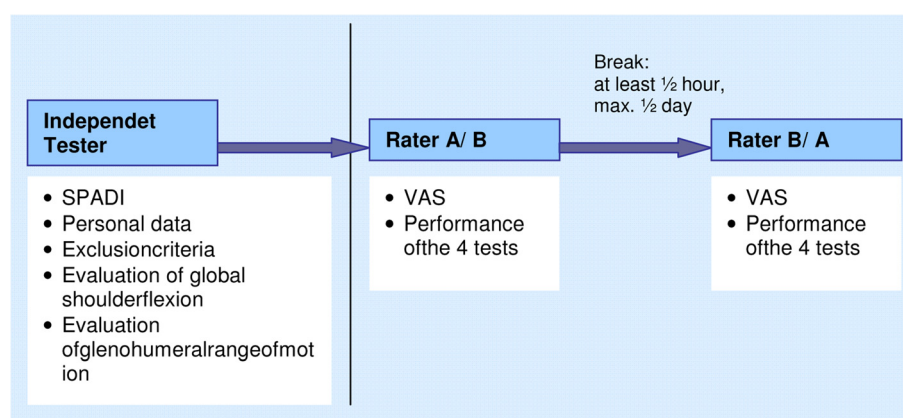 Independet
Tester
• SPADI
• Personal data
• Exclusioncriteria
• Evaluation of global
shoulderflexion
• Evaluation
ofglenohumeralrangeofmot
ion
Rater A/ B
• VAS
• Performance
ofthe 4 tests
Break:
at least ½ hour,
max. ½ day
Rater B/ A
• VAS
• Performance
ofthe 4 tests